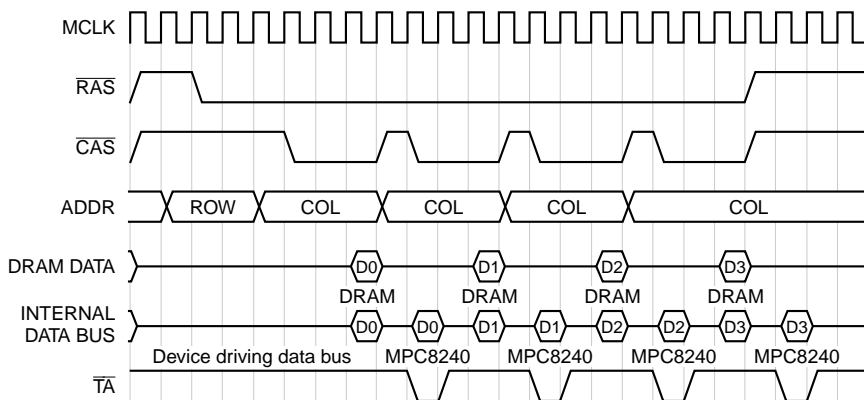 MCLK
RAS
CAS
ADDR ROW COL COL COL COL
DRAM DATA D0 D1 D2 D3
DRAM DRAM DRAM DRAM
INTERNAL
DATA BUS D0 D0 D1 D1 D2 D2 D3 D3
Device driving data bus MPC8240 MPC8240 MPC8240 MPC8240
TA